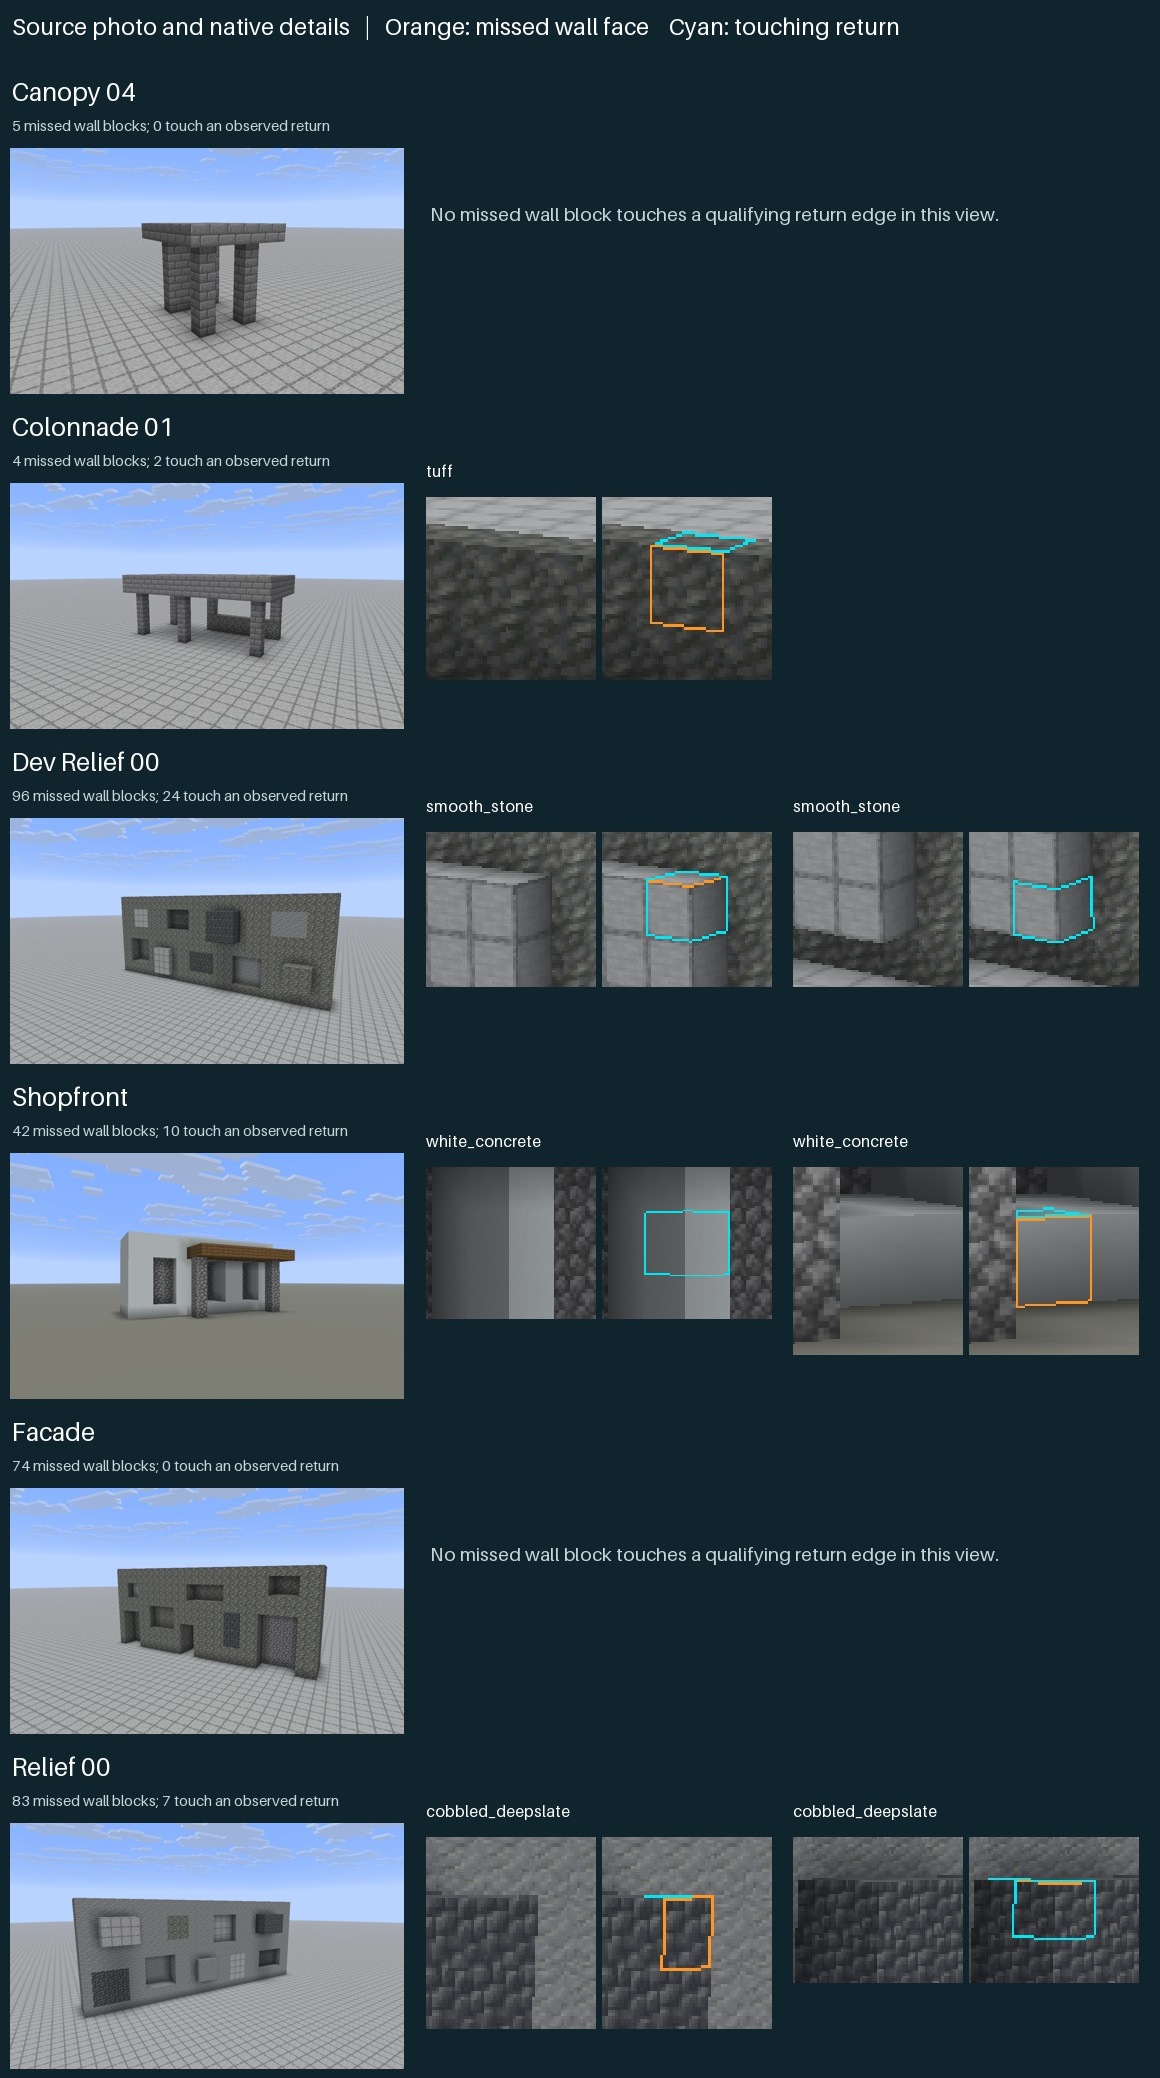 Source photo and native details | Orange: missed wall face Cyan: touching return
Canopy 04
5 missed wall blocks; 0 touch an observed return
No missed wall block touches a qualifying return edge in this view.
Colonnade 01
4 missed wall blocks; 2 touch an observed return
tuff
Dev Relief 00
96 missed wall blocks; 24 touch an observed return
smooth_stone
smooth_stone
Shopfront
42 missed wall blocks; 10 touch an observed return
white_concrete
white_concrete
Facade
74 missed wall blocks; 0 touch an observed return
No missed wall block touches a qualifying return edge in this view.
Relief 00
83 missed wall blocks; 7 touch an observed return
cobbled_deepslate
cobbled_deepslate